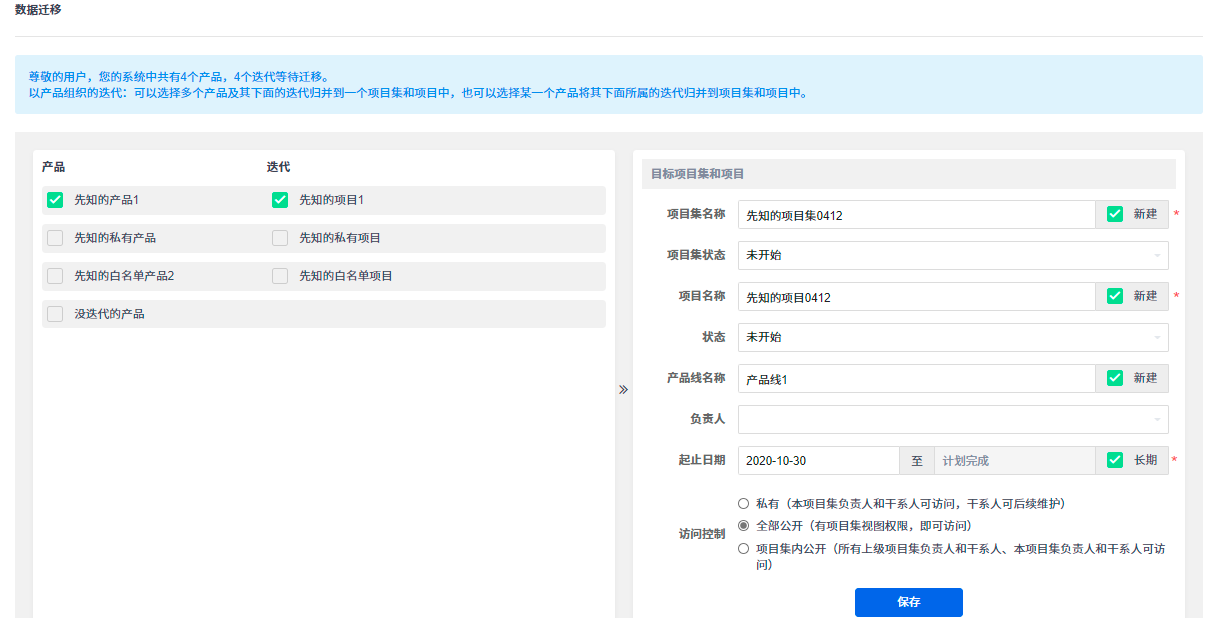 数据迁移
尊敬的用户，您的系统中共有4个产品，4个迭代等待迁移。
以产品组织的迭代：可以选择多个产品及其下面的迭代归并到一个项目集和项目中，也可以选择某一个产品将其下面所属的迭代归并到项目集和项目中。
产品 迭代
先知的产品1 先知的项目1
先知的私有产品 先知的私有项目
先知的白名单产品2 先知的白名单项目
没迭代的产品
»
目标项目集和项目
项目集名称 先知的项目集0412 新建 *
项目集状态 未开始
项目名称 先知的项目0412 新建 *
状态 未开始
产品线名称 产品线1 新建
负责人
起止日期 2020-10-30 至 计划完成 长期 *
访问控制
私有（本项目集负责人和干系人可访问，干系人可后续维护）
全部公开（有项目集视图权限，即可访问）
项目集内公开（所有上级项目集负责人和干系人、本项目集负责人和干系人可访
问）
保存